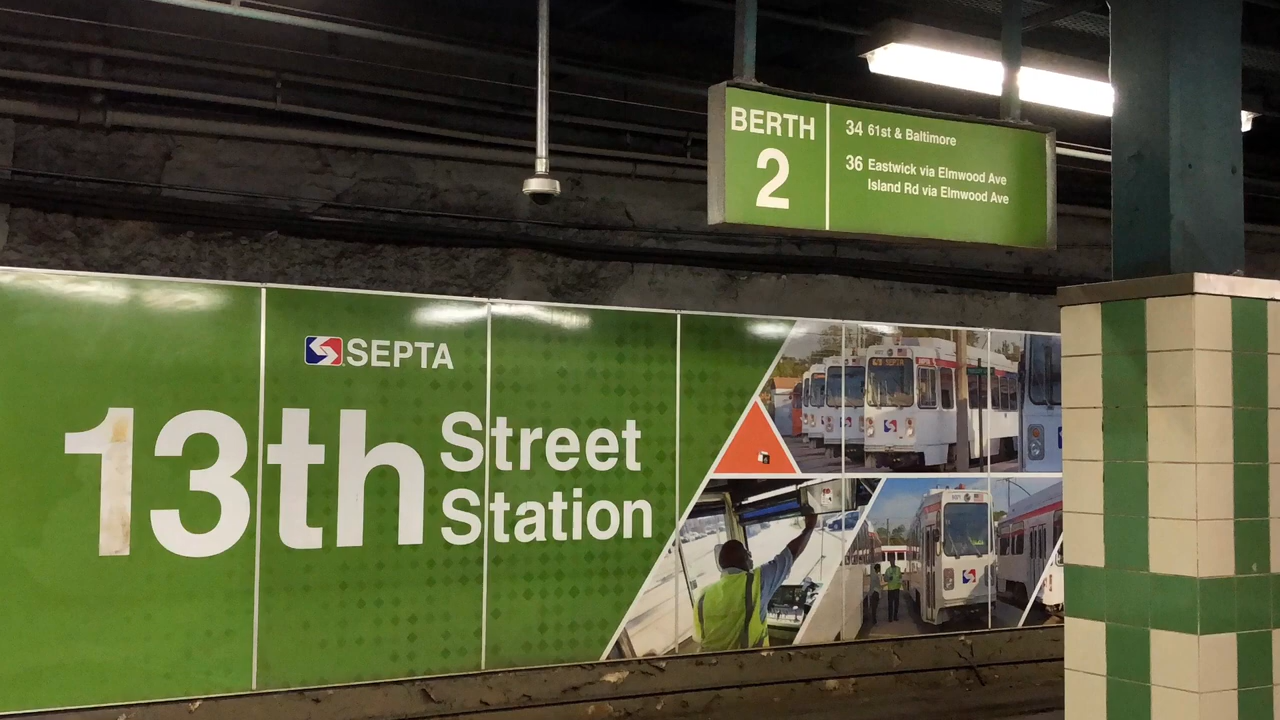 BERTH
2
34 61st & Baltimore
36 Eastwick via Elmwood Ave
Island Rd via Elmwood Ave
SEPTA
13th Street
Station